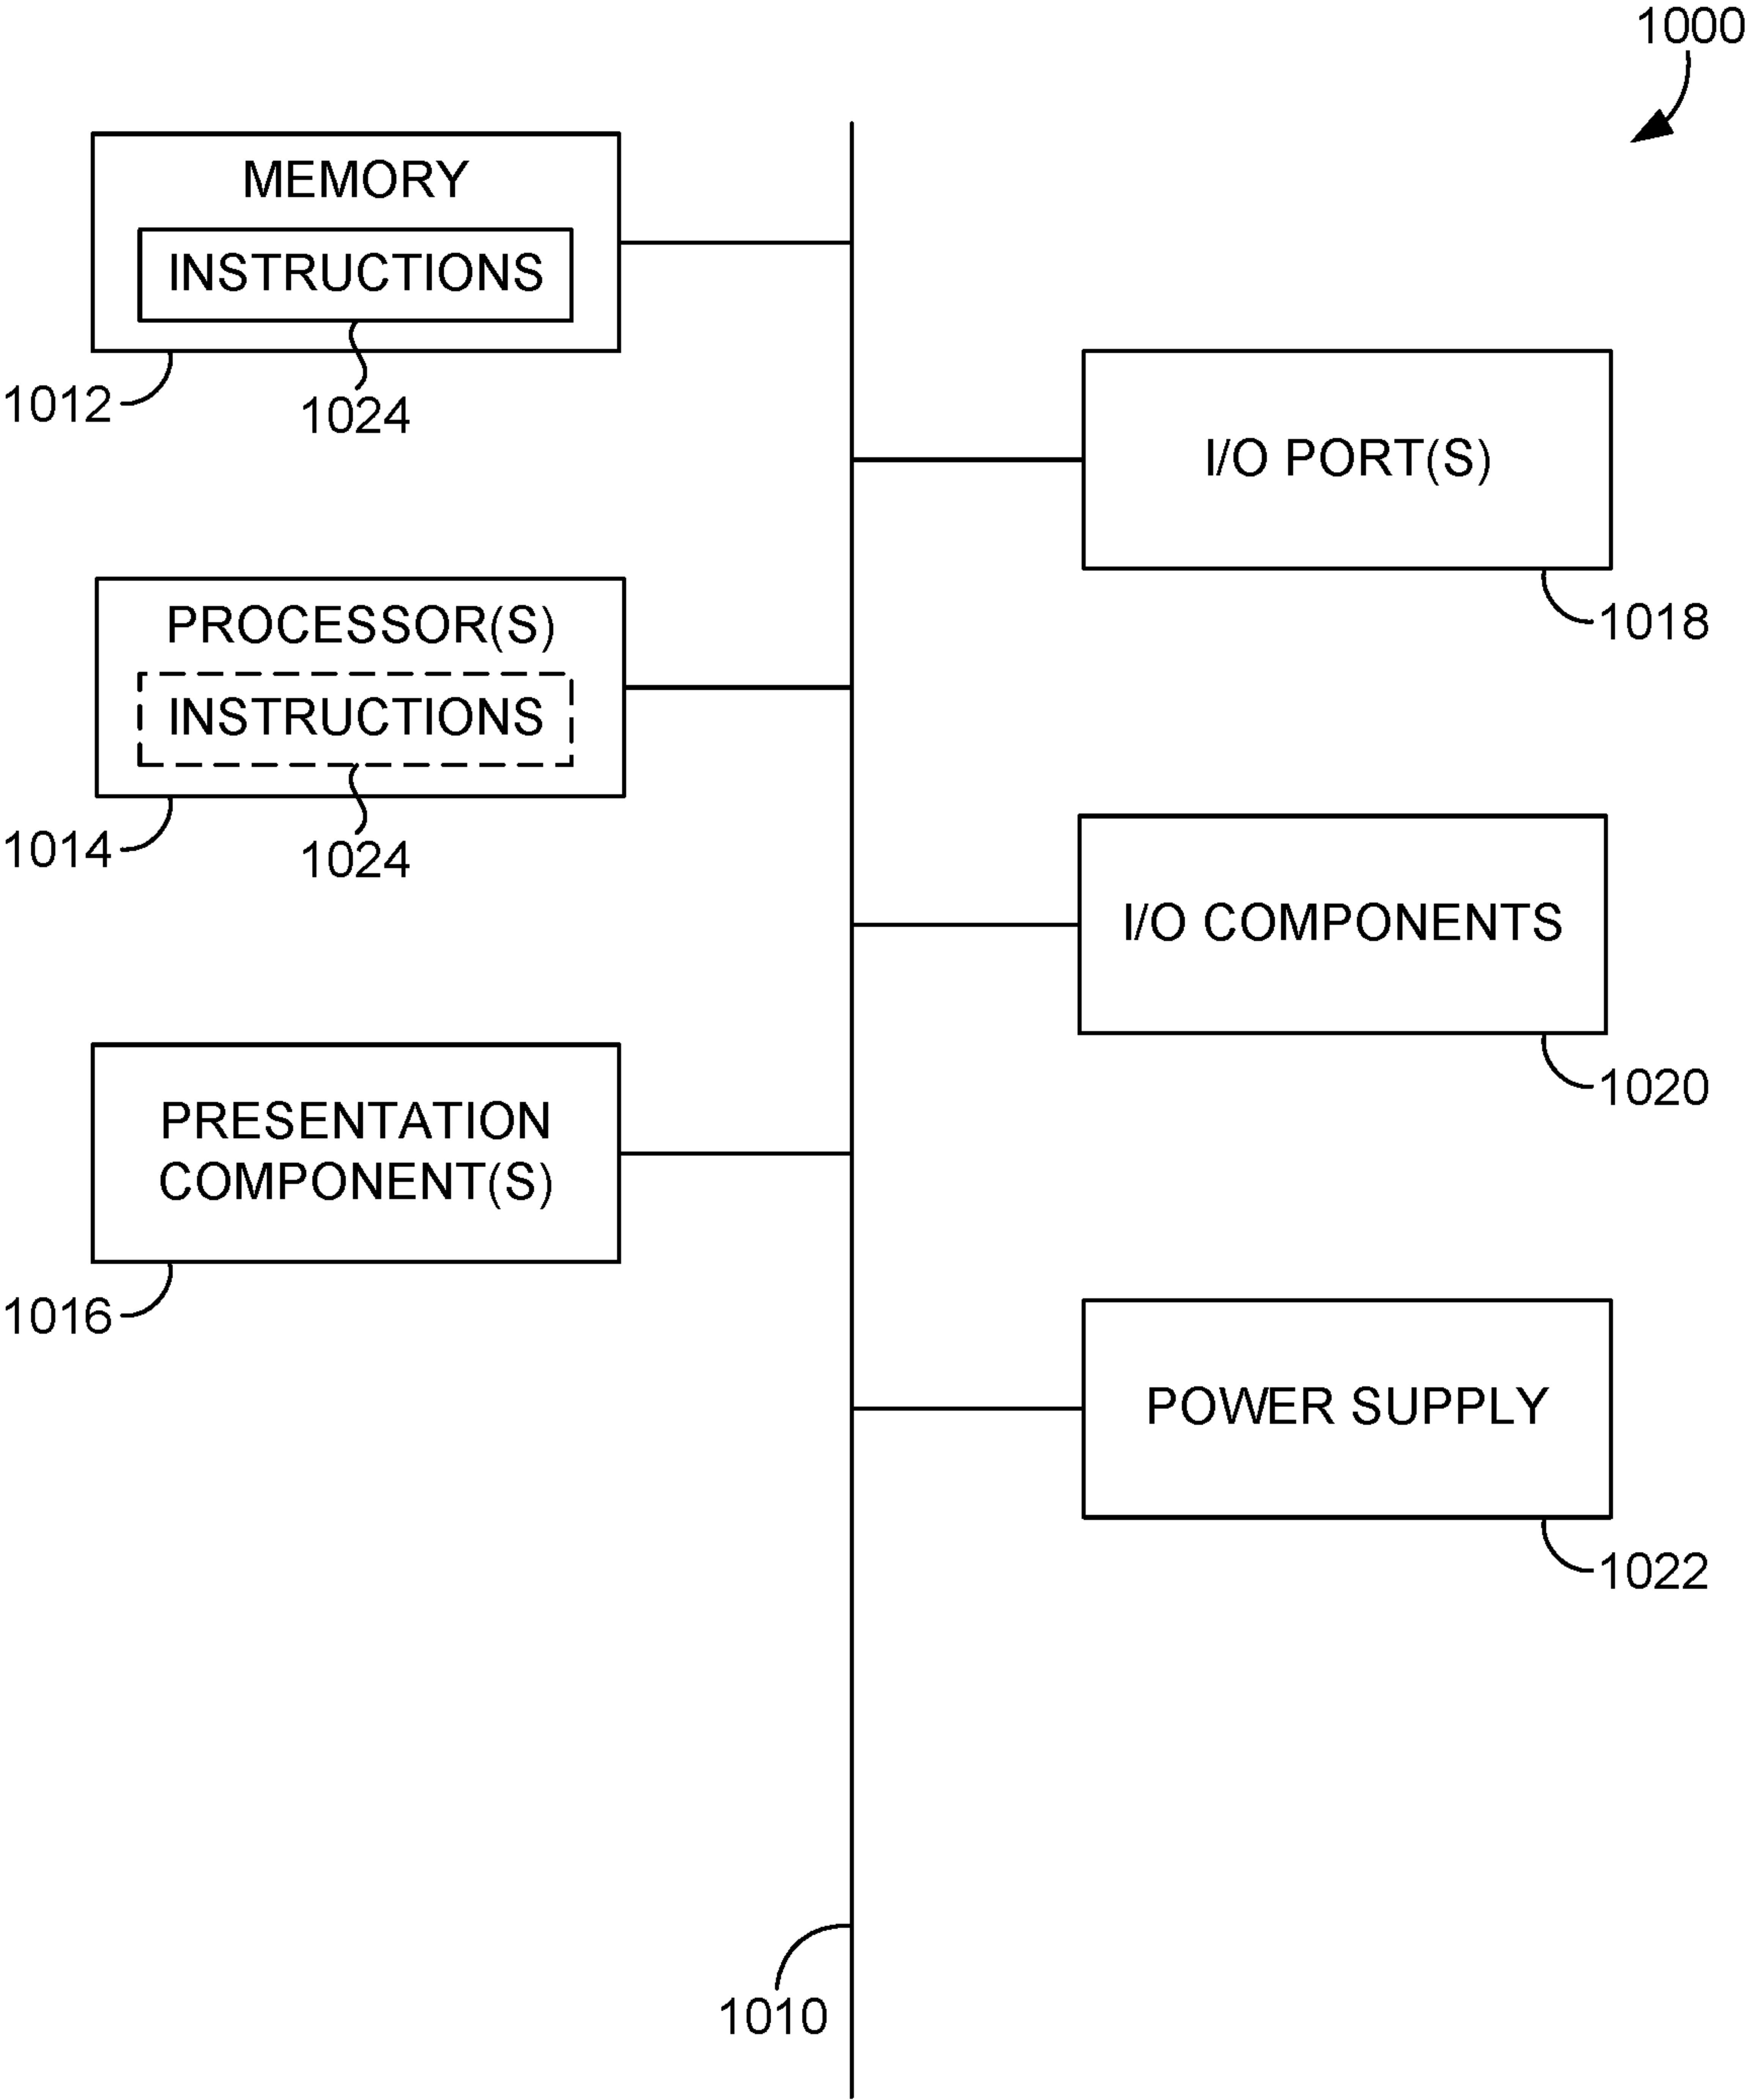 1000
MEMORY
INSTRUCTIONS
1012
1024
I/O PORT(S)
1018
PROCESSOR(S)
INSTRUCTIONS
1014
1024
I/O COMPONENTS
1020
PRESENTATION
COMPONENT(S)
1016
POWER SUPPLY
1022
1010